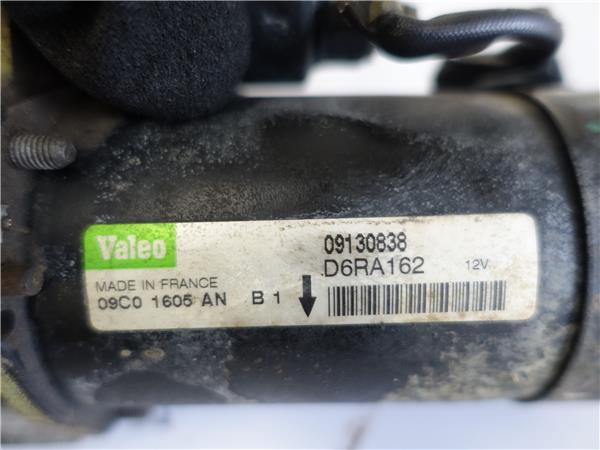 Valeo
09130838
D6RA162 12V
MADE IN FRANCE
09C0 1605 AN B 1